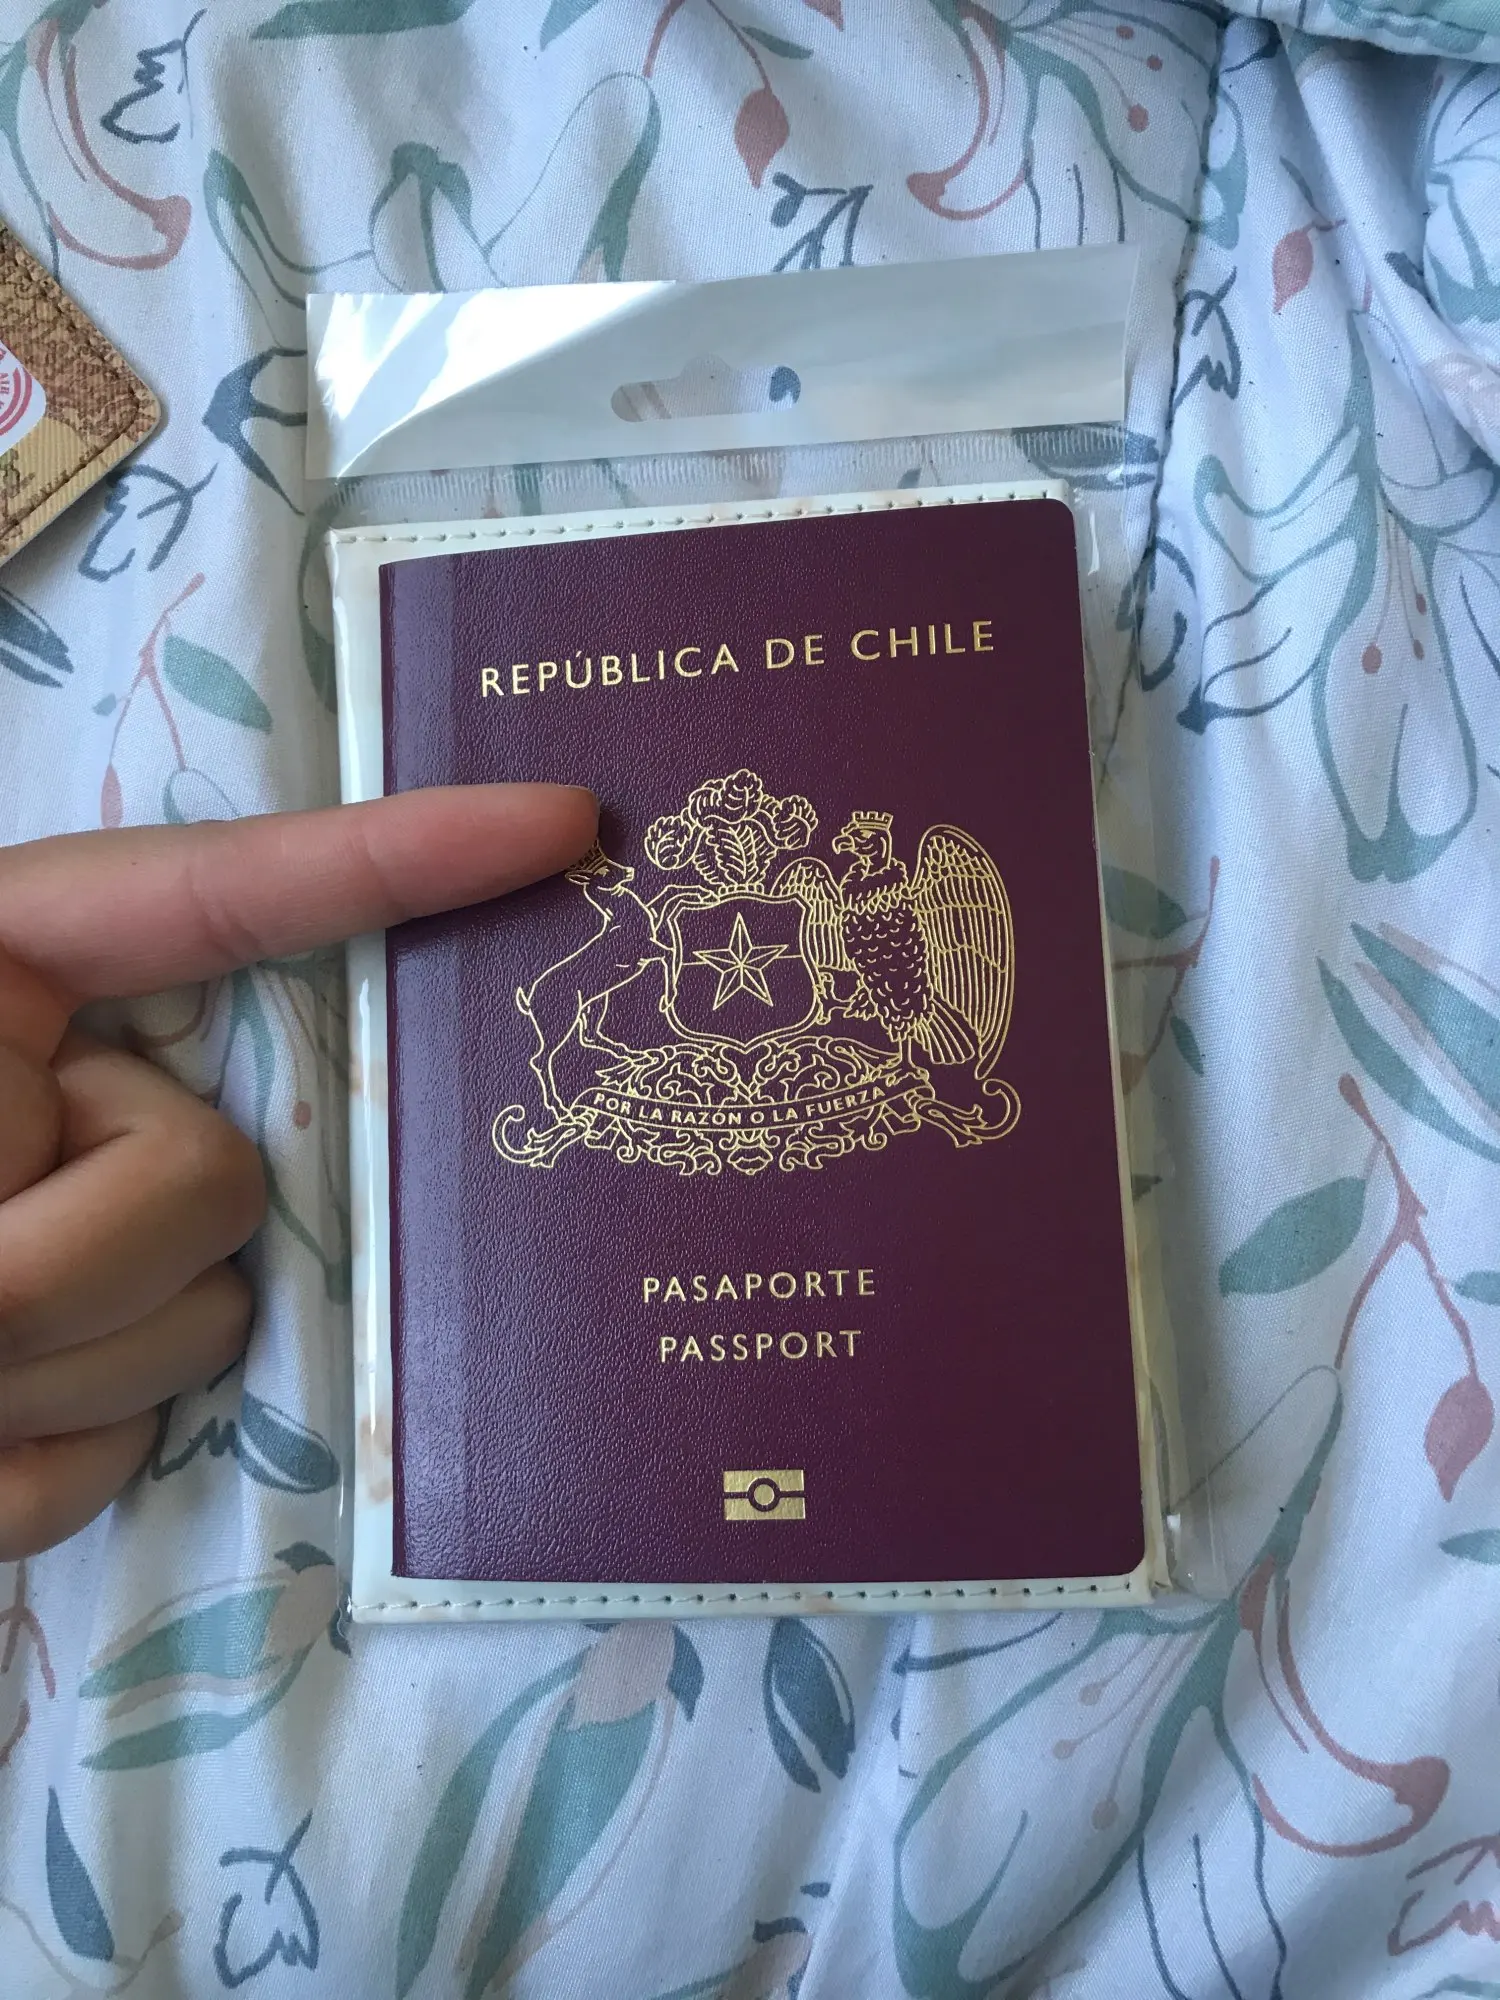 REPÚBLICA DE CHILE
POR LA RAZÓN O LA FUERZA
PASAPORTE
PASSPORT